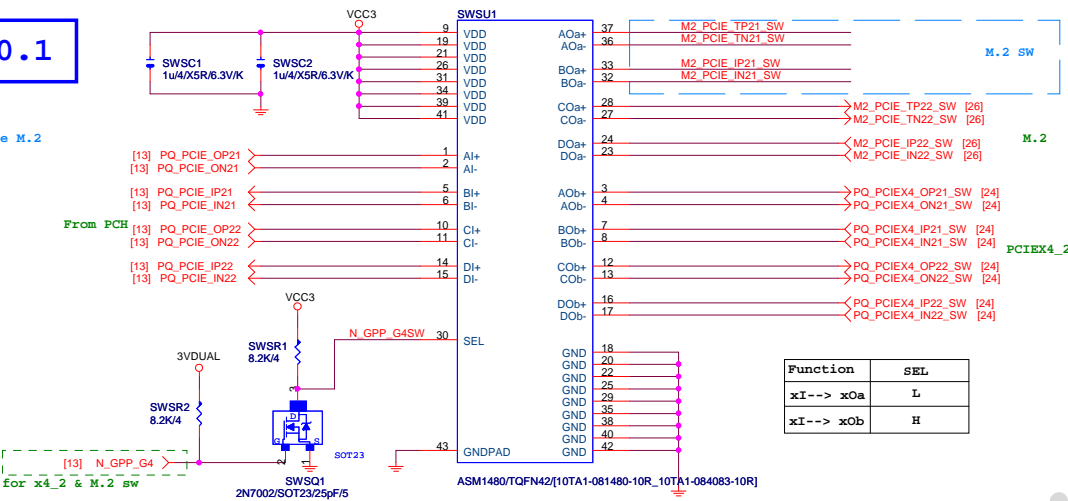 0.1
e M.2
VCC3
SWSC1
1u/4/X5R/6.3V/K
SWSC2
1u/4/X5R/6.3V/K
SWSU1
9 VDD
19 VDD
21 VDD
26 VDD
31 VDD
34 VDD
39 VDD
41 VDD
From PCH
[13] PQ_PCIE_OP21 1 AI+
[13] PQ_PCIE_ON21 2 AI-
[13] PQ_PCIE_IP21 5 BI+
[13] PQ_PCIE_IN21 6 BI-
[13] PQ_PCIE_OP22 10 CI+
[13] PQ_PCIE_ON22 11 CI-
[13] PQ_PCIE_IP22 14 DI+
[13] PQ_PCIE_IN22 15 DI-
N_GPP_G4SW 30 SEL
43 GNDPAD
AOa+ 37 M2_PCIE_TP21_SW
AOa- 36 M2_PCIE_TN21_SW
BOa+ 33 M2_PCIE_IP21_SW
BOa- 32 M2_PCIE_IN21_SW
M.2 SW
COa+ 28 M2_PCIE_TP22_SW [26]
COa- 27 M2_PCIE_TN22_SW [26]
DOa+ 24 M2_PCIE_IP22_SW [26]
DOa- 23 M2_PCIE_IN22_SW [26]
M.2
AOb+ 3 PQ_PCIEX4_OP21_SW [24]
AOb- 4 PQ_PCIEX4_ON21_SW [24]
BOb+ 7 PQ_PCIEX4_IP21_SW [24]
BOb- 8 PQ_PCIEX4_IN21_SW [24]
COb+ 12 PQ_PCIEX4_OP22_SW [24]
COb- 13 PQ_PCIEX4_ON22_SW [24]
DOb+ 16 PQ_PCIEX4_IP22_SW [24]
DOb- 17 PQ_PCIEX4_IN22_SW [24]
PCIEX4_2
GND 18
GND 20
GND 22
GND 25
GND 29
GND 35
GND 38
GND 40
GND 42
ASM1480/TQFN42/[10TA1-081480-10R_10TA1-084083-10R]
VCC3
SWSR1
8.2K/4
3VDUAL
SWSR2
8.2K/4
3
D
G
S
2
1
SOT23
SWSQ1
2N7002/SOT23/25pF/5
[13] N_GPP_G4
for x4_2 & M.2 sw
Function SEL
xI--> xOa L
xI--> xOb H